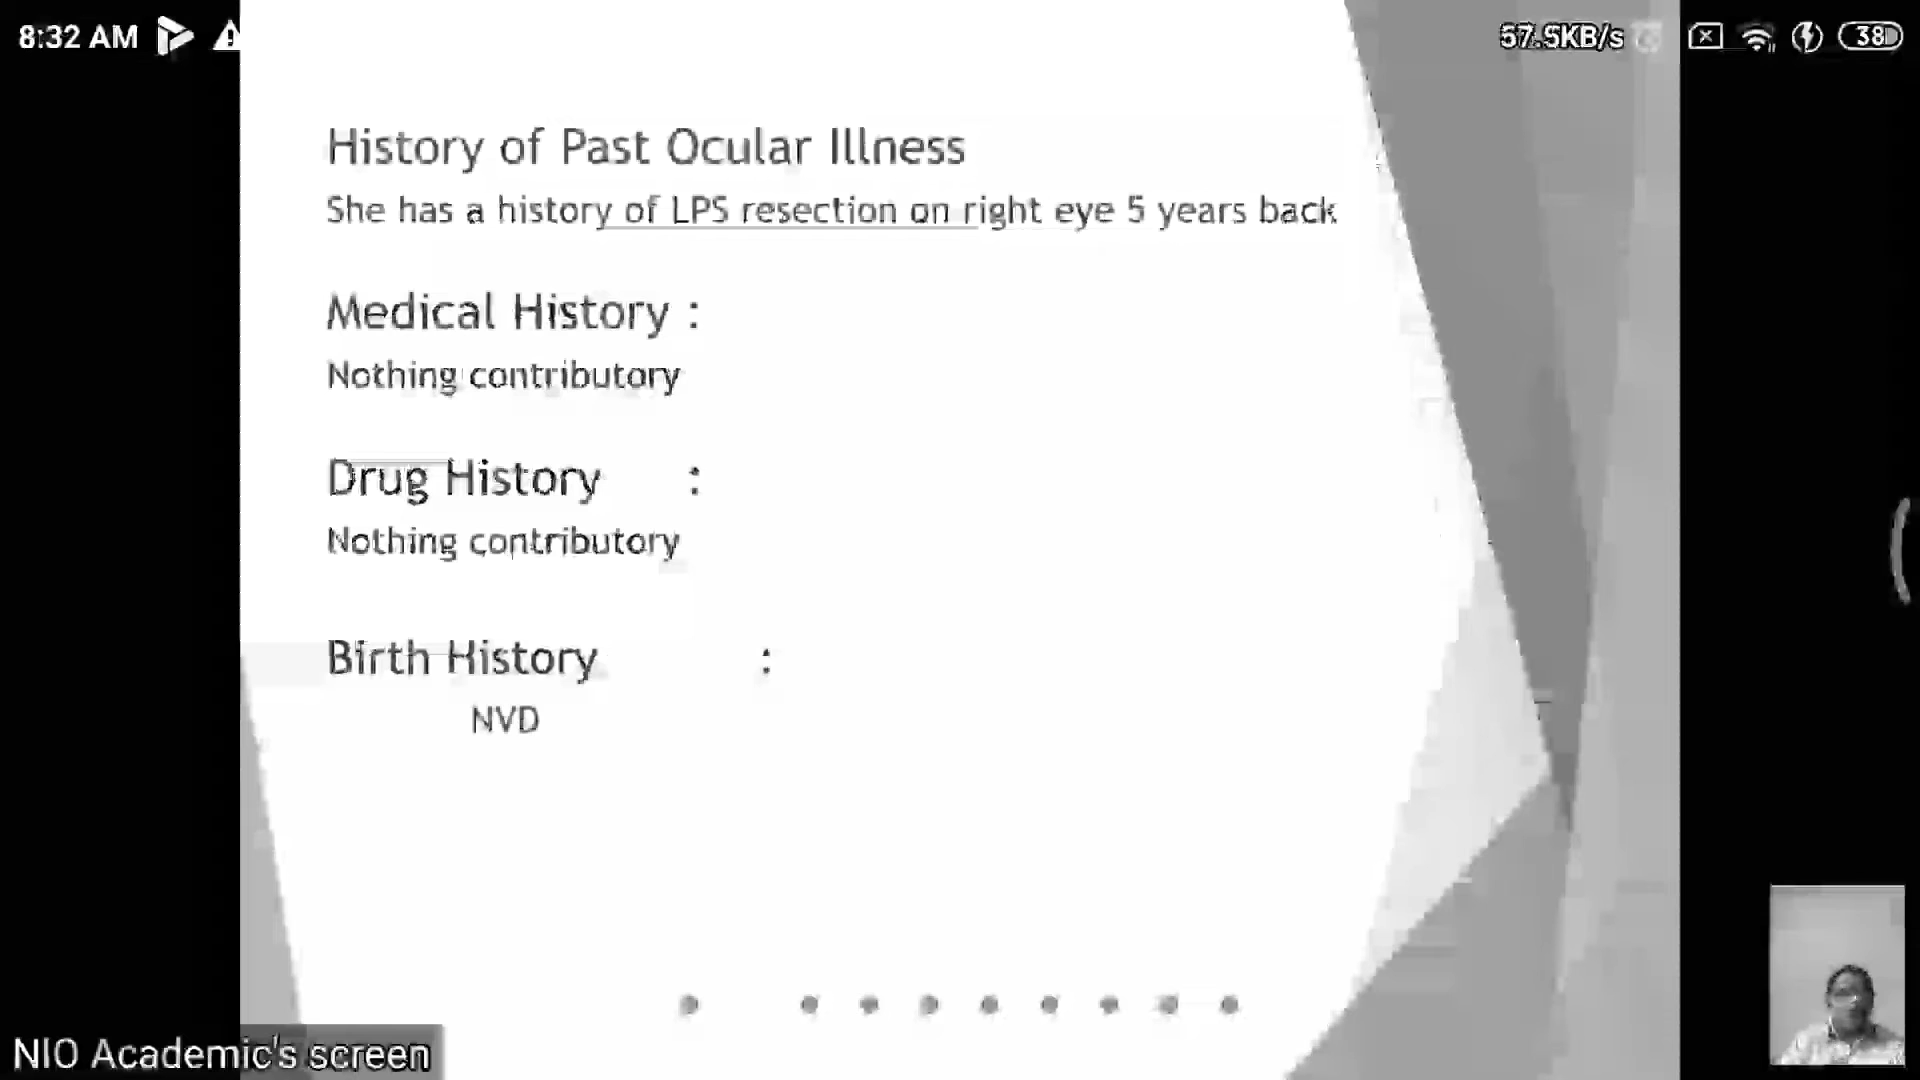 8:32 AM
57.5KB/s
38
History of Past Ocular Illness
She has a history of LPS resection on right eye 5 years back
Medical History :
Nothing contributory
Drug History :
Nothing contributory
Birth History :
NVD
NIO Academic's screen